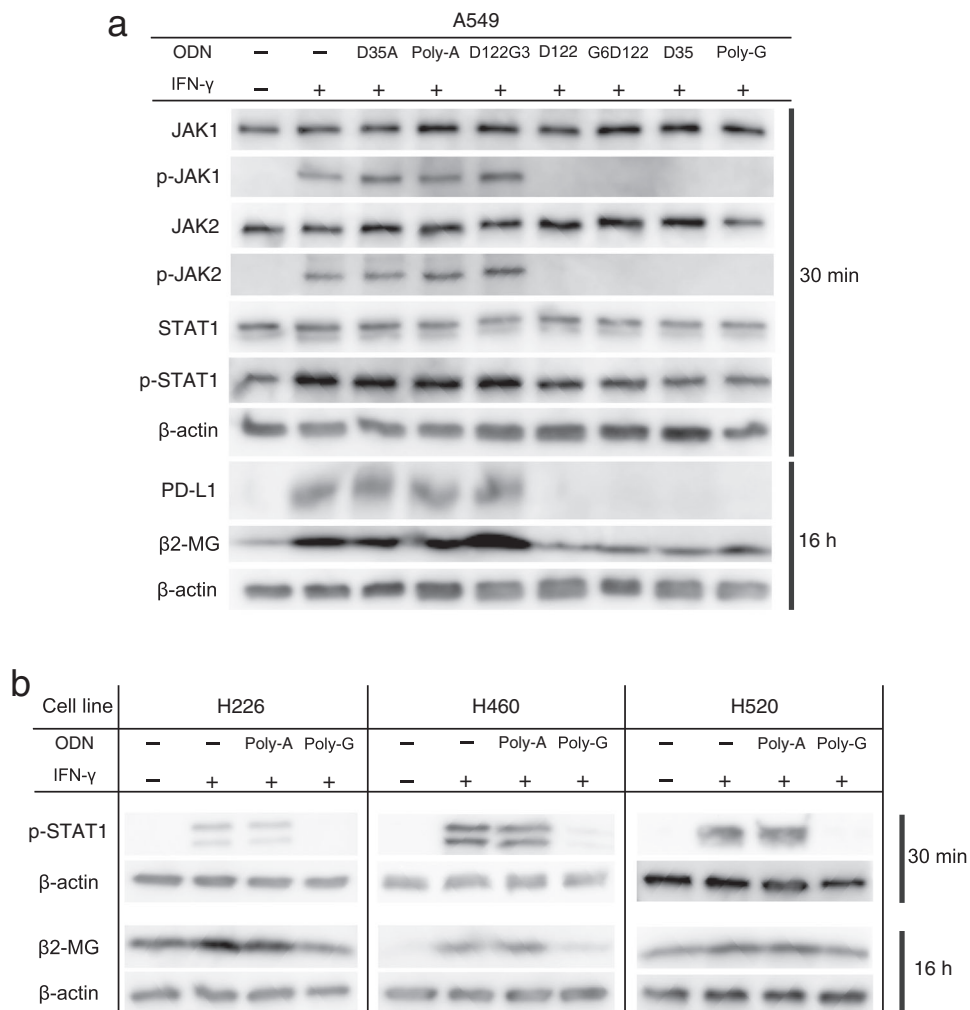 a
A549
ODN – – D35A Poly-A D122G3 D122 G6D122 D35 Poly-G
IFN-γ – + + + + + + + +
JAK1
p-JAK1
JAK2
p-JAK2
30 min
STAT1
p-STAT1
β-actin
PD-L1
β2-MG
16 h
β-actin
b
Cell line H226 H460 H520
ODN – – Poly-A Poly-G – – Poly-A Poly-G – – Poly-A Poly-G
IFN-γ – + + + – + + + – + + +
p-STAT1
30 min
β-actin
β2-MG
16 h
β-actin